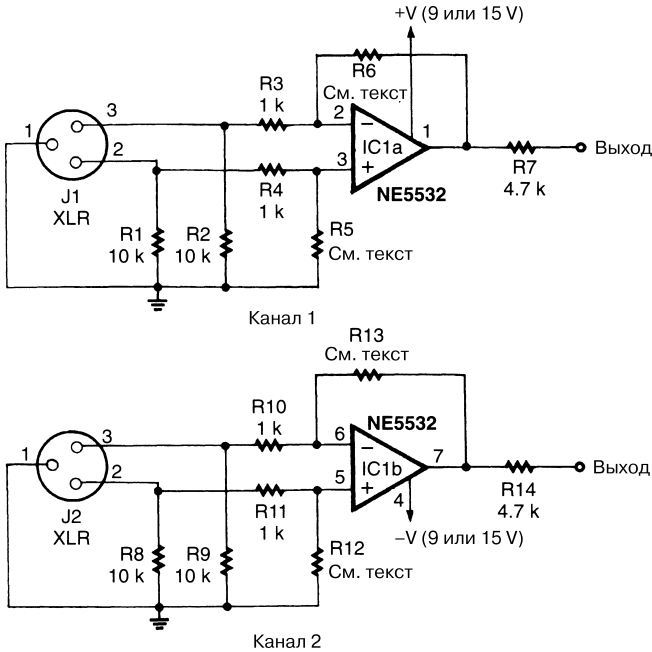 +V (9 или 15 V)
R6
См. текст
R3
1 k
3
2
1
2
1
IC1a
3
NE5532
R7
4.7 k
Выход
J1
XLR
R4
1 k
R1
10 k
R2
10 k
R5
См. текст
Канал 1
R13
См. текст
R10
1 k
NE5532
3
6
7
1
2
IC1b
5
4
Выход
J2
XLR
R11
1 k
R14
4.7 k
–V (9 или 15 V)
R8
10 k
R9
10 k
R12
См. текст
Канал 2